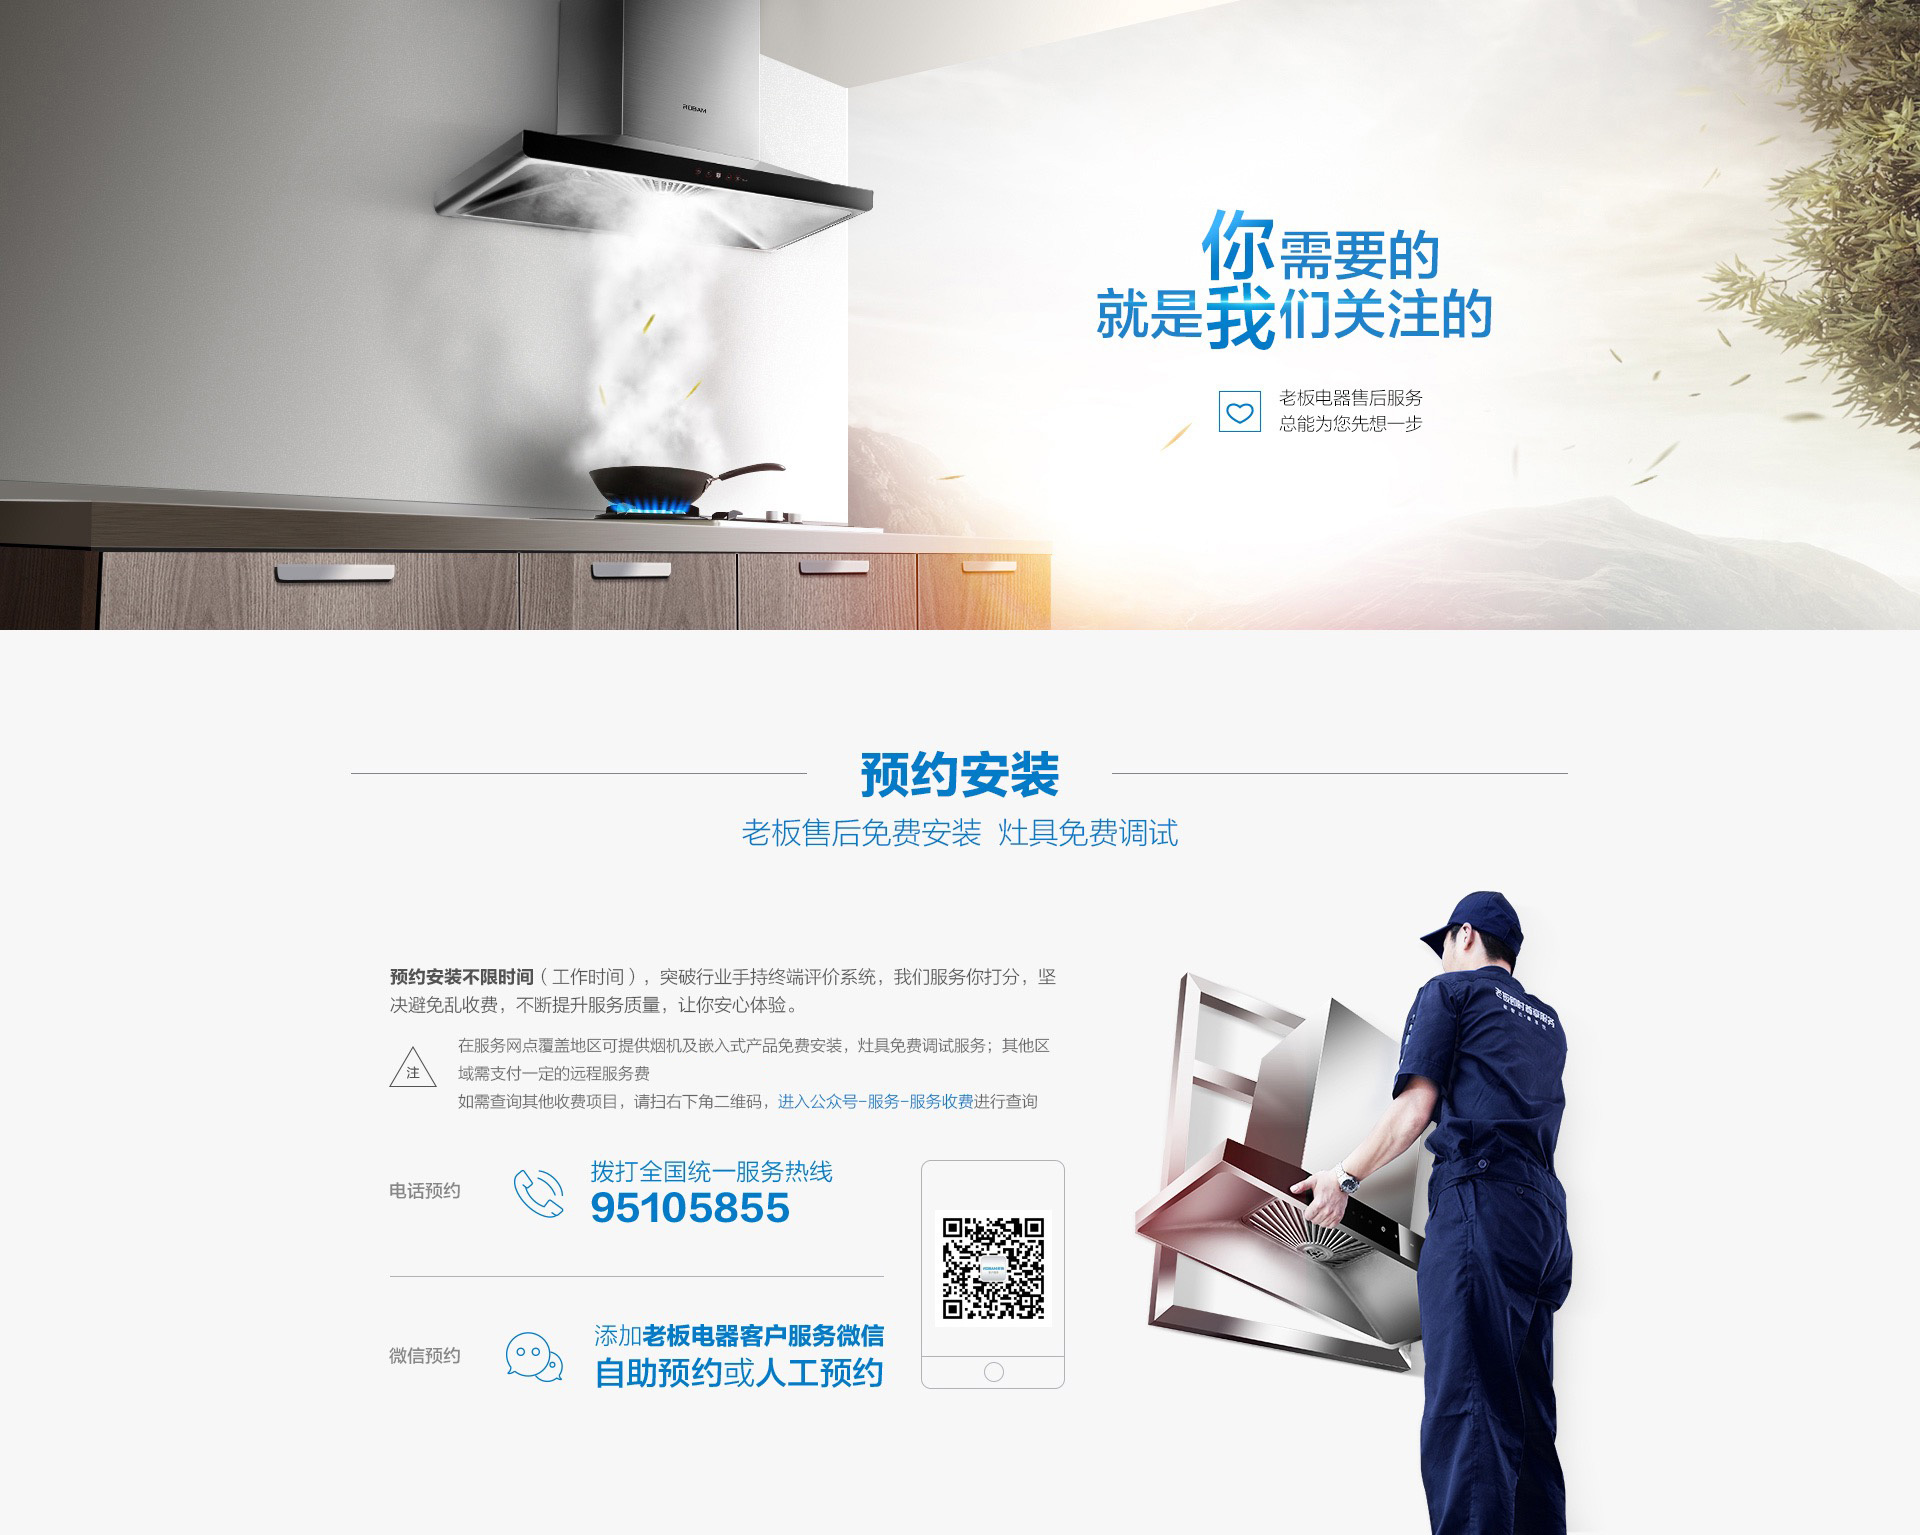 ROBAM
你需要的
就是我们关注的
老板电器售后服务
总能为您先想一步
预约安装
老板售后免费安装 灶具免费调试
预约安装不限时间（工作时间），突破行业手持终端评价系统，我们服务你打分，坚
决避免乱收费，不断提升服务质量，让你安心体验。
注
在服务网点覆盖地区可提供烟机及嵌入式产品免费安装，灶具免费调试服务；其他区
域需支付一定的远程服务费
如需查询其他收费项目，请扫右下角二维码，进入公众号-服务-服务收费进行查询
电话预约
拨打全国统一服务热线
95105855
微信预约
添加老板电器客户服务微信
自助预约或人工预约